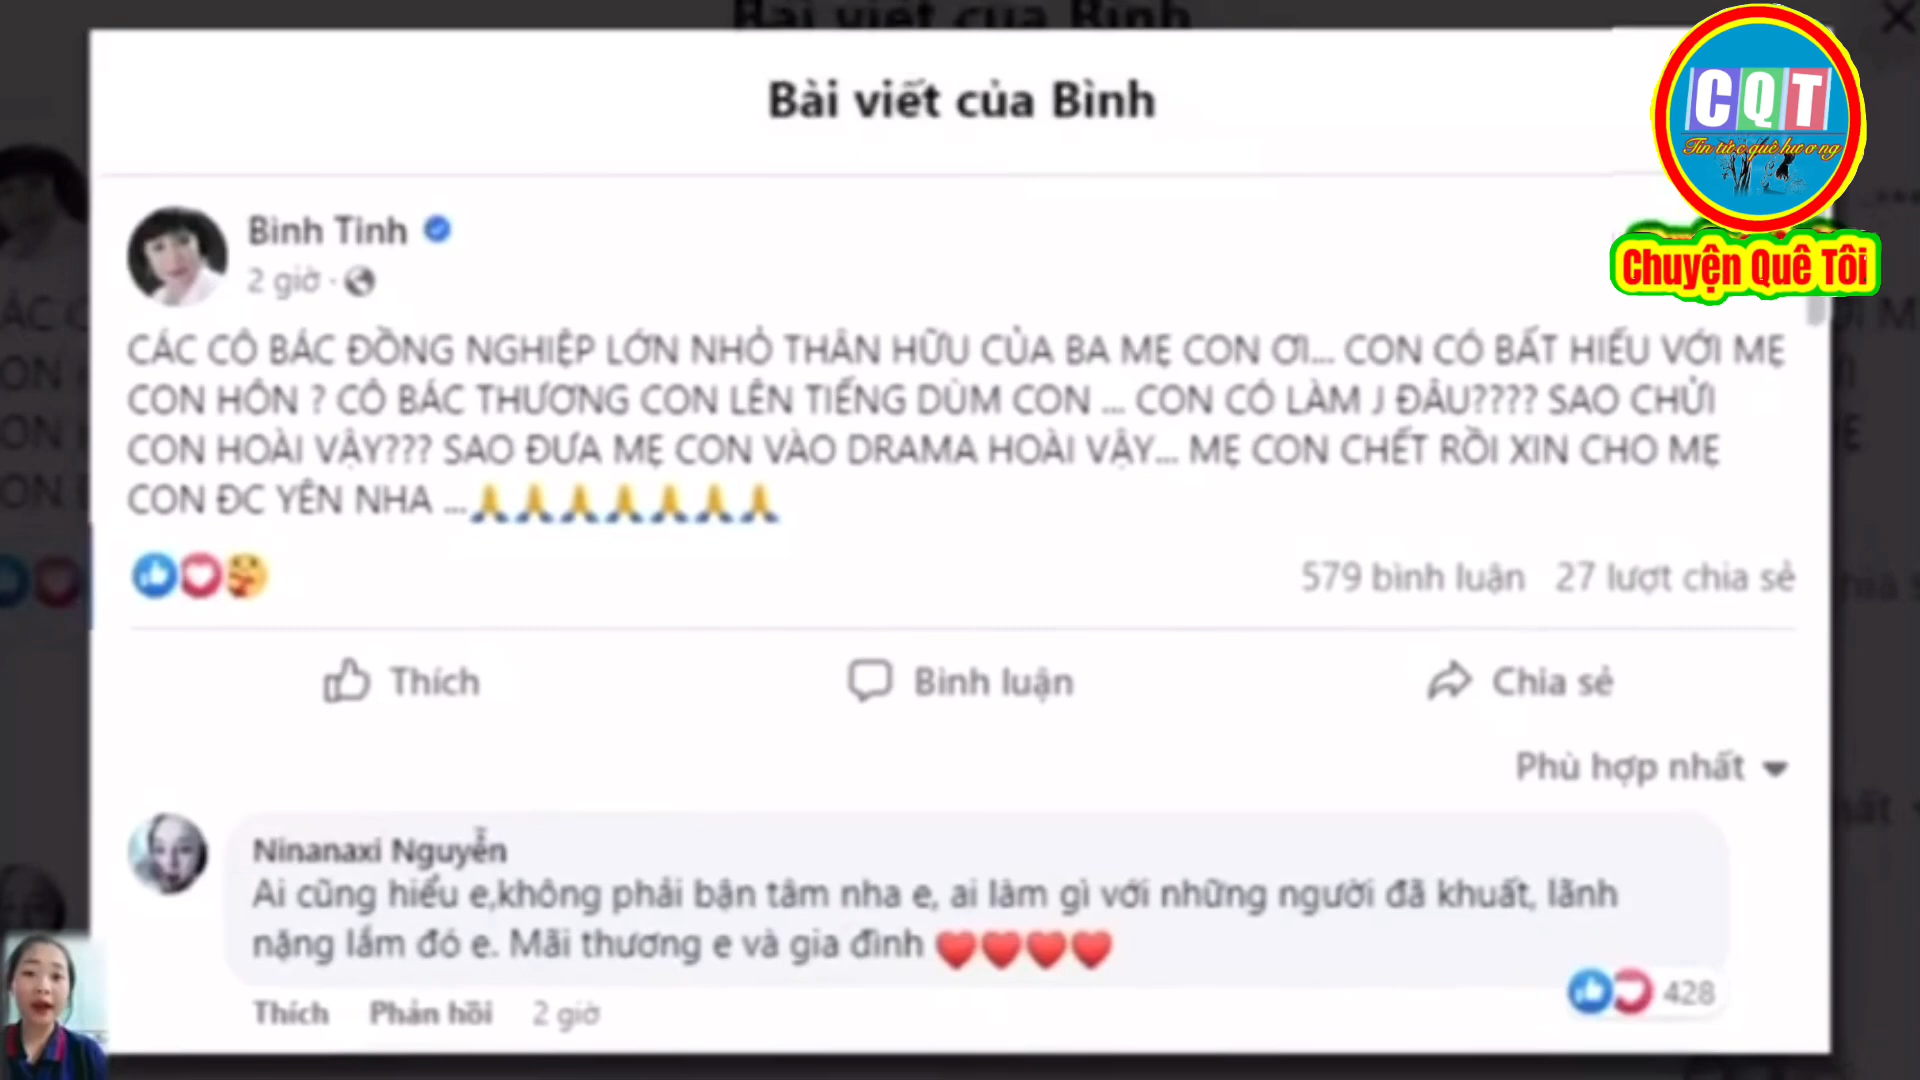 Bài viết của Bình
CQT
Tin tức quê hương
Chuyện Quê Tôi
Bình Tinh
2 giờ
CÁC CÔ BÁC ĐỒNG NGHIỆP LỚN NHỎ THÂN HỮU CỦA BA MẸ CON ƠI... CON CÓ BẤT HIẾU VỚI MẸ
CON HÔN ? CÔ BÁC THƯƠNG CON LÊN TIẾNG DÙM CON ... CON CÓ LÀM J ĐÂU???? SAO CHỬI
CON HOÀI VẬY??? SAO ĐƯA MẸ CON VÀO DRAMA HOÀI VẬY... MẸ CON CHẾT RỒI XIN CHO MẸ
CON ĐC YÊN NHA ...🙏🙏🙏🙏🙏🙏🙏
579 bình luận 27 lượt chia sẻ
Thích Bình luận Chia sẻ
Phù hợp nhất
Ninanaxi Nguyễn
Ai cũng hiểu e,không phải bận tâm nha e, ai làm gì với những người đã khuất, lãnh
nặng lắm đó e. Mãi thương e và gia đình ❤❤❤❤
428
Thích Phản hồi 2 giờ